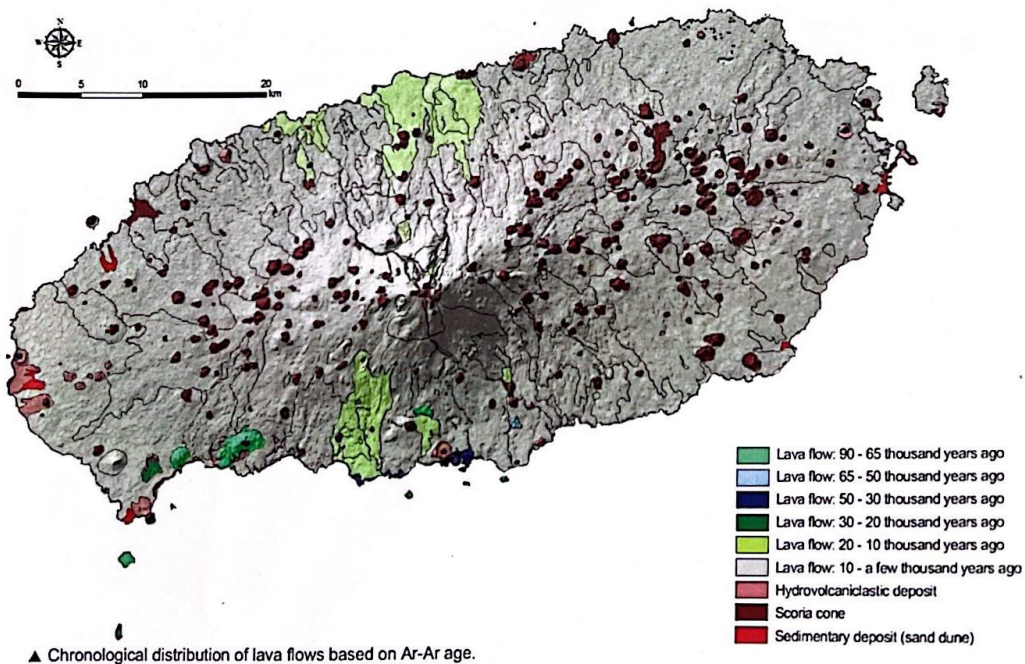 N
W E
S
0 5 10 20
km
Lava flow: 90 - 65 thousand years ago
Lava flow: 65 - 50 thousand years ago
Lava flow: 50 - 30 thousand years ago
Lava flow: 30 - 20 thousand years ago
Lava flow: 20 - 10 thousand years ago
Lava flow: 10 - a few thousand years ago
Hydrovolcaniclastic deposit
Scoria cone
Sedimentary deposit (sand dune)
▲ Chronological distribution of lava flows based on Ar-Ar age.